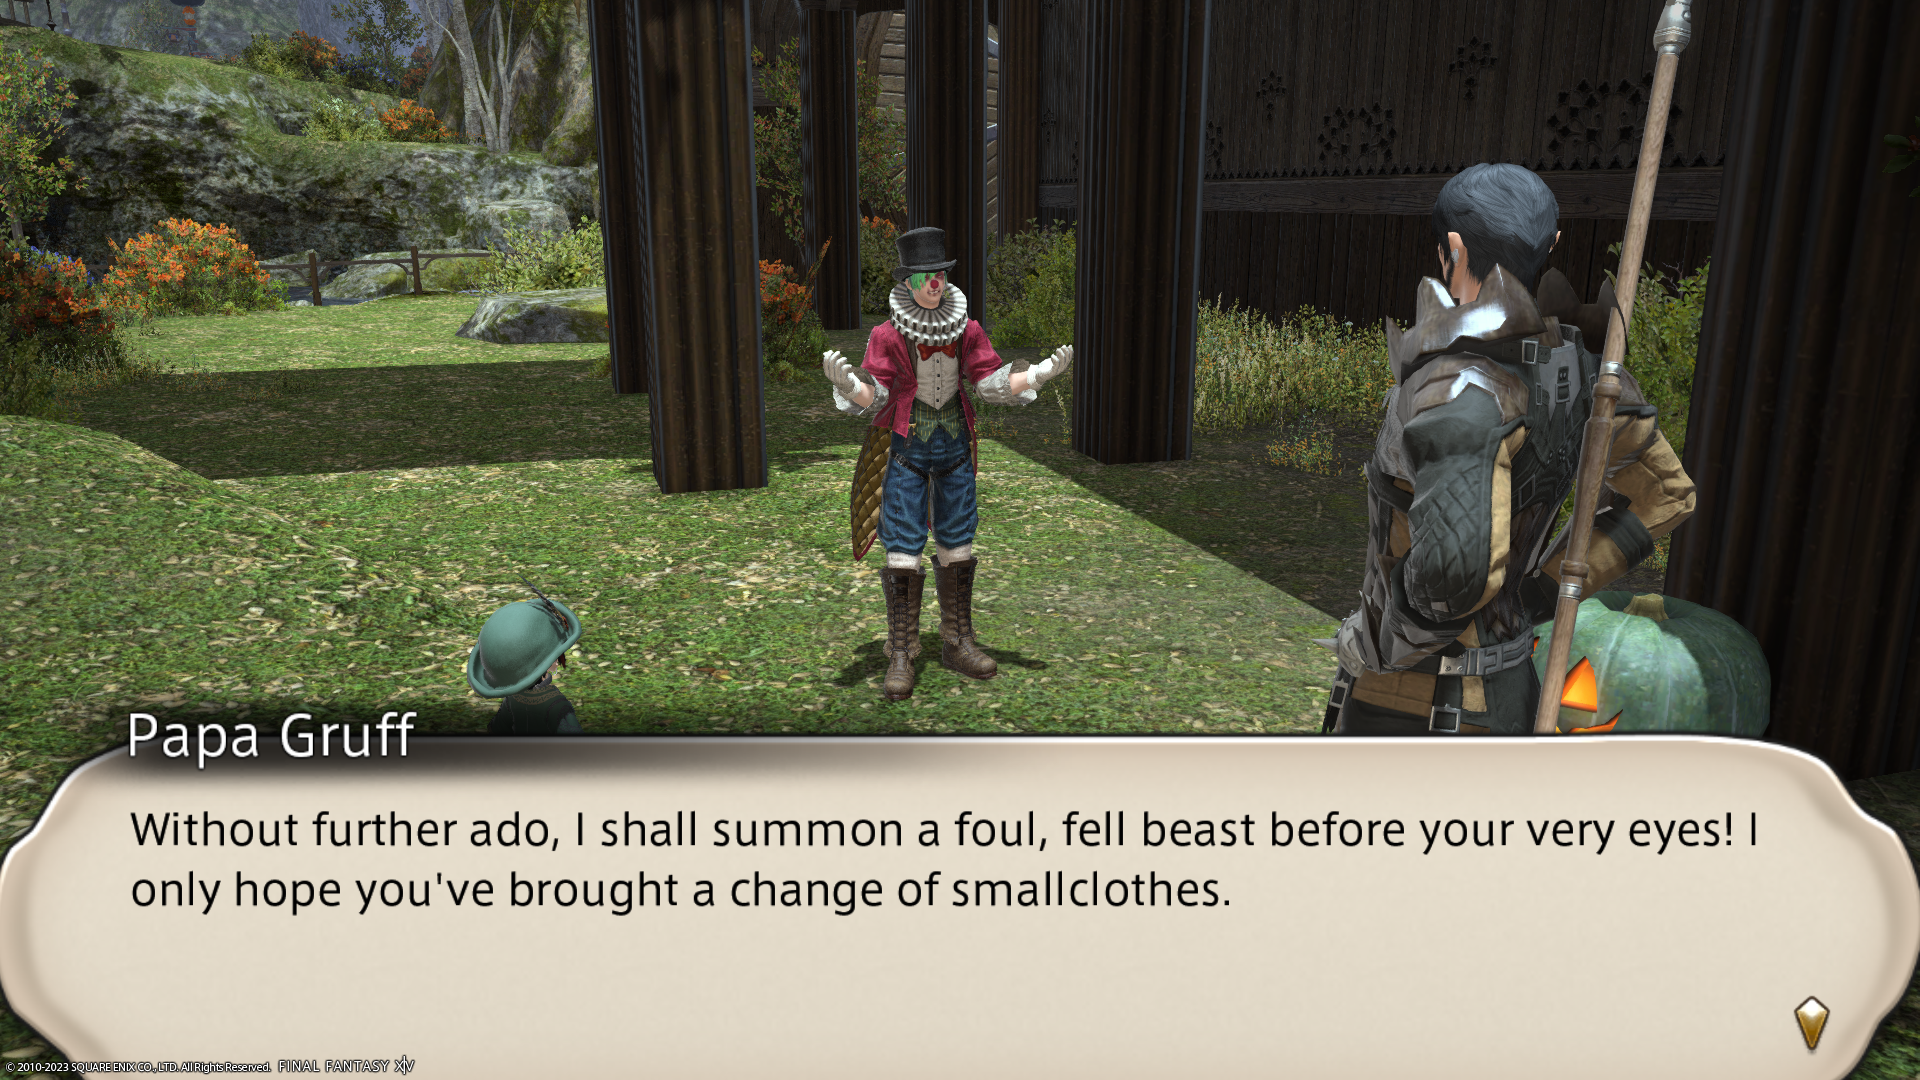 Papa Gruff
Without further ado, I shall summon a foul, fell beast before your very eyes! I
only hope you've brought a change of smallclothes.
© 2010-2023 SQUARE ENIX CO., LTD. All Rights Reserved. FINAL FANTASY XIV